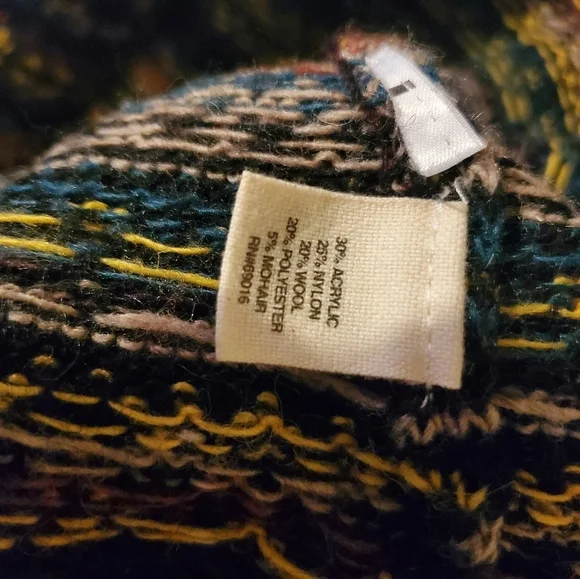 30% ACRYLIC
25% NYLON
20% WOOL
20% POLYESTER
5% MOHAIR
RN#69016